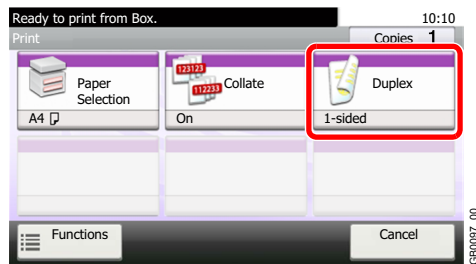 Ready to print from Box.
10:10
Print
Copies 1
Paper
Selection
A4
123123
112233
Collate
On
Duplex
1-sided
Functions
Cancel
GB0097_00